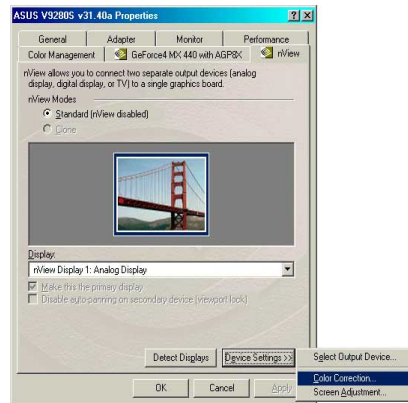 ASUS V9280S v31.40a Properties
General Adapter Monitor Performance
Color Management GeForce4 MX 440 with AGP8X nView
nView allows you to connect two separate output devices (analog
display, digital display, or TV) to a single graphics board.
nView Modes
Standard (nView disabled)
Clone
Display:
nView Display 1: Analog Display
Make this the primary display
Disable auto-panning on secondary device (viewport lock)
Detect Displays Device Settings >>
Select Output Device...
Color Correction...
Screen Adjustment...
OK Cancel Apply